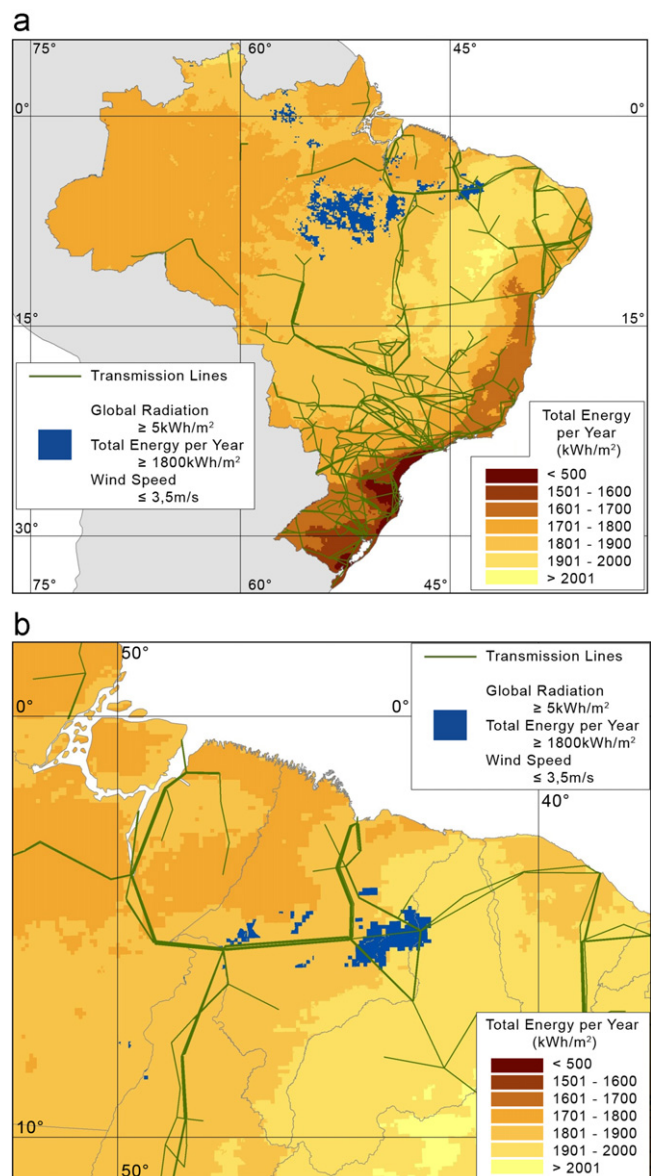 a
75°
60°
45°
0°
0°
15°
15°
Transmission Lines
Global Radiation
≥ 5kWh/m²
Total Energy per Year
≥ 1800kWh/m²
Wind Speed
≤ 3,5m/s
Total Energy
per Year
(kWh/m²)
< 500
1501 - 1600
1601 - 1700
1701 - 1800
1801 - 1900
1901 - 2000
> 2001
30°
30°
75°
60°
45°
b
50°
0°
0°
Transmission Lines
Global Radiation
≥ 5kWh/m²
Total Energy per Year
≥ 1800kWh/m²
Wind Speed
≤ 3,5m/s
40°
Total Energy per Year
(kWh/m²)
< 500
1501 - 1600
1601 - 1700
1701 - 1800
1801 - 1900
1901 - 2000
> 2001
10°
50°